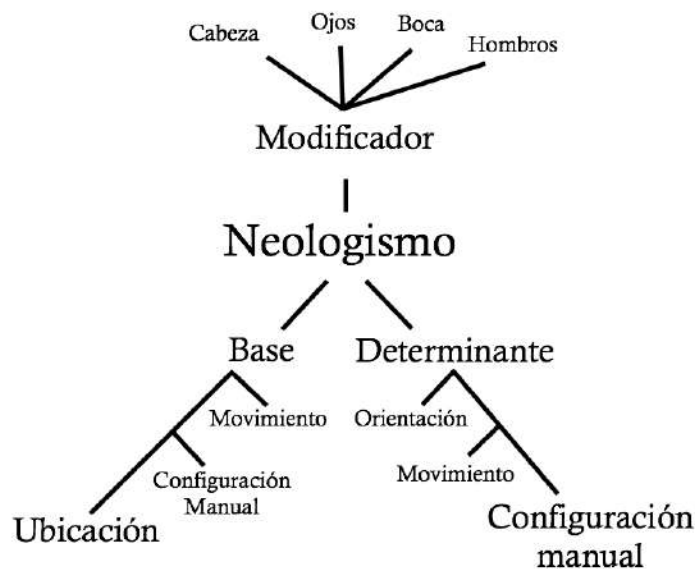 Cabeza
Ojos
Boca
Hombros
Modificador
Neologismo
Base
Determinante
Movimiento
Orientación
Configuración
Manual
Movimiento
Ubicación
Configuración
manual